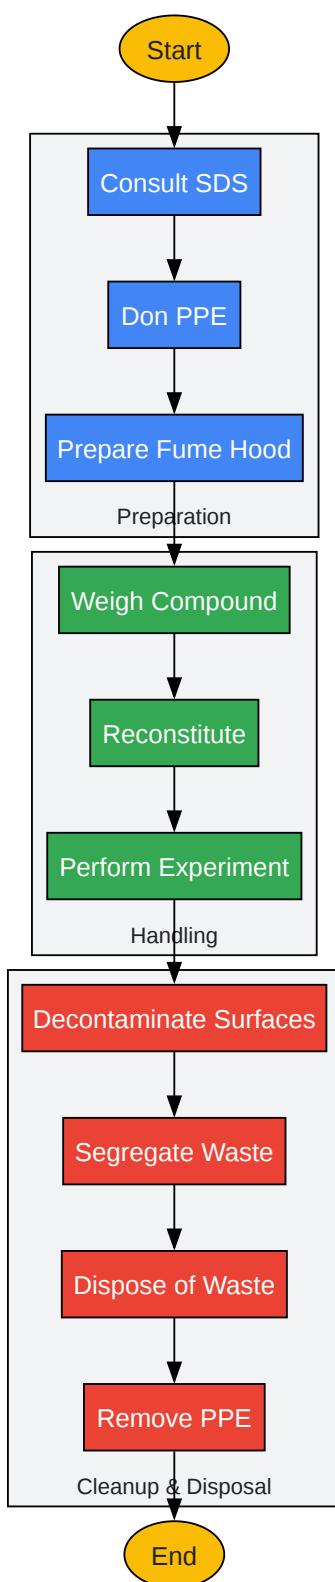 Start
Consult SDS
Don PPE
Prepare Fume Hood
Preparation
Weigh Compound
Reconstitute
Perform Experiment
Handling
Decontaminate Surfaces
Segregate Waste
Dispose of Waste
Remove PPE
Cleanup & Disposal
End